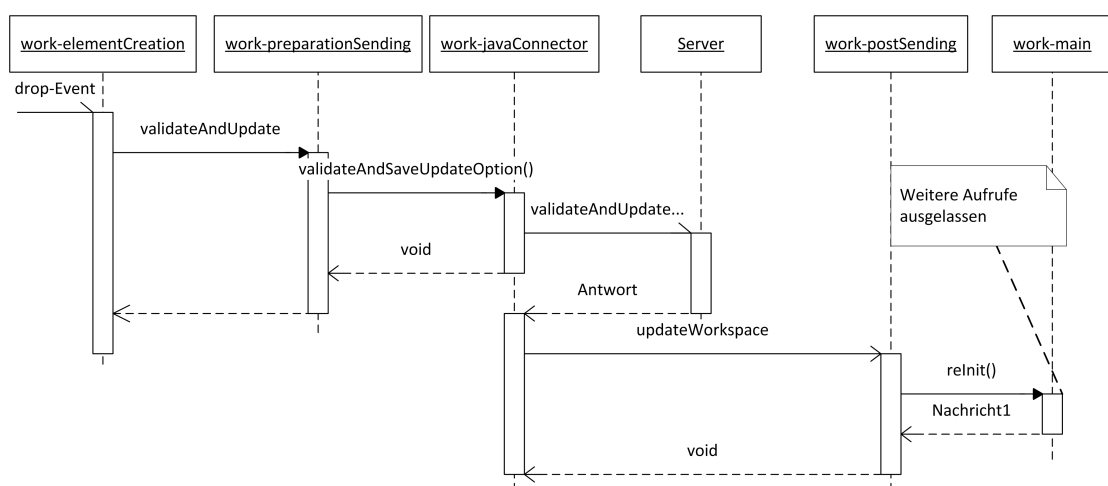 work-elementCreation
work-preparationSending
work-javaConnector
Server
work-postSending
work-main
drop-Event
validateAndUpdate
validateAndSaveUpdateOption()
Weitere Aufrufe
ausgelassen
validateAndUpdate...
void
Antwort
updateWorkspace
reInit()
Nachricht1
void